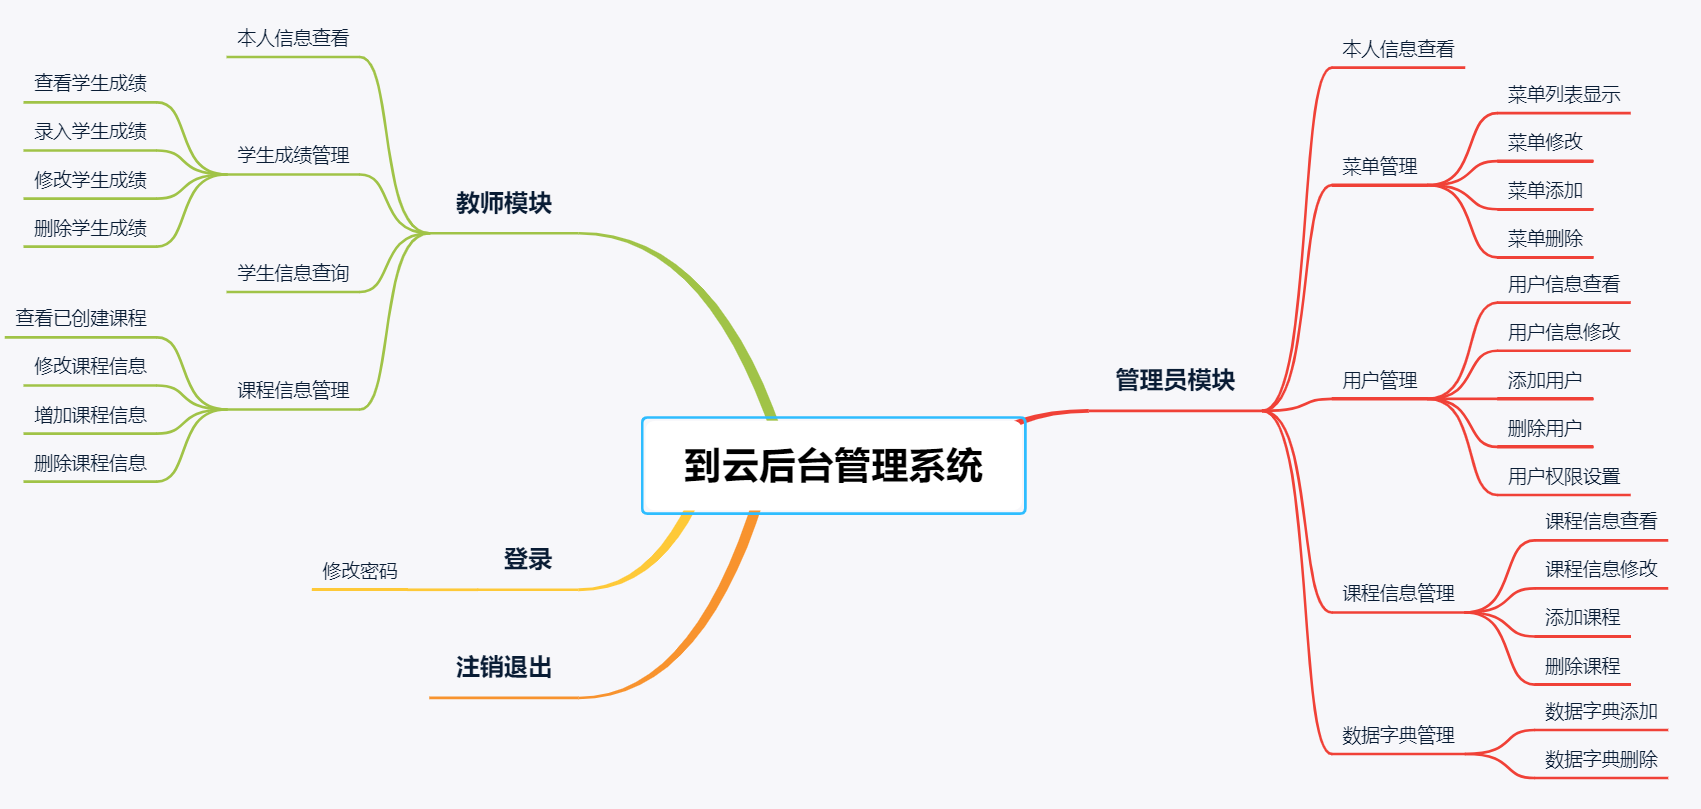 到云后台管理系统
教师模块
本人信息查看
学生成绩管理
查看学生成绩
录入学生成绩
修改学生成绩
删除学生成绩
学生信息查询
课程信息管理
查看已创建课程
修改课程信息
增加课程信息
删除课程信息
登录
修改密码
注销退出
管理员模块
本人信息查看
菜单管理
菜单列表显示
菜单修改
菜单添加
菜单删除
用户管理
用户信息查看
用户信息修改
添加用户
删除用户
用户权限设置
课程信息管理
课程信息查看
课程信息修改
添加课程
删除课程
数据字典管理
数据字典添加
数据字典删除